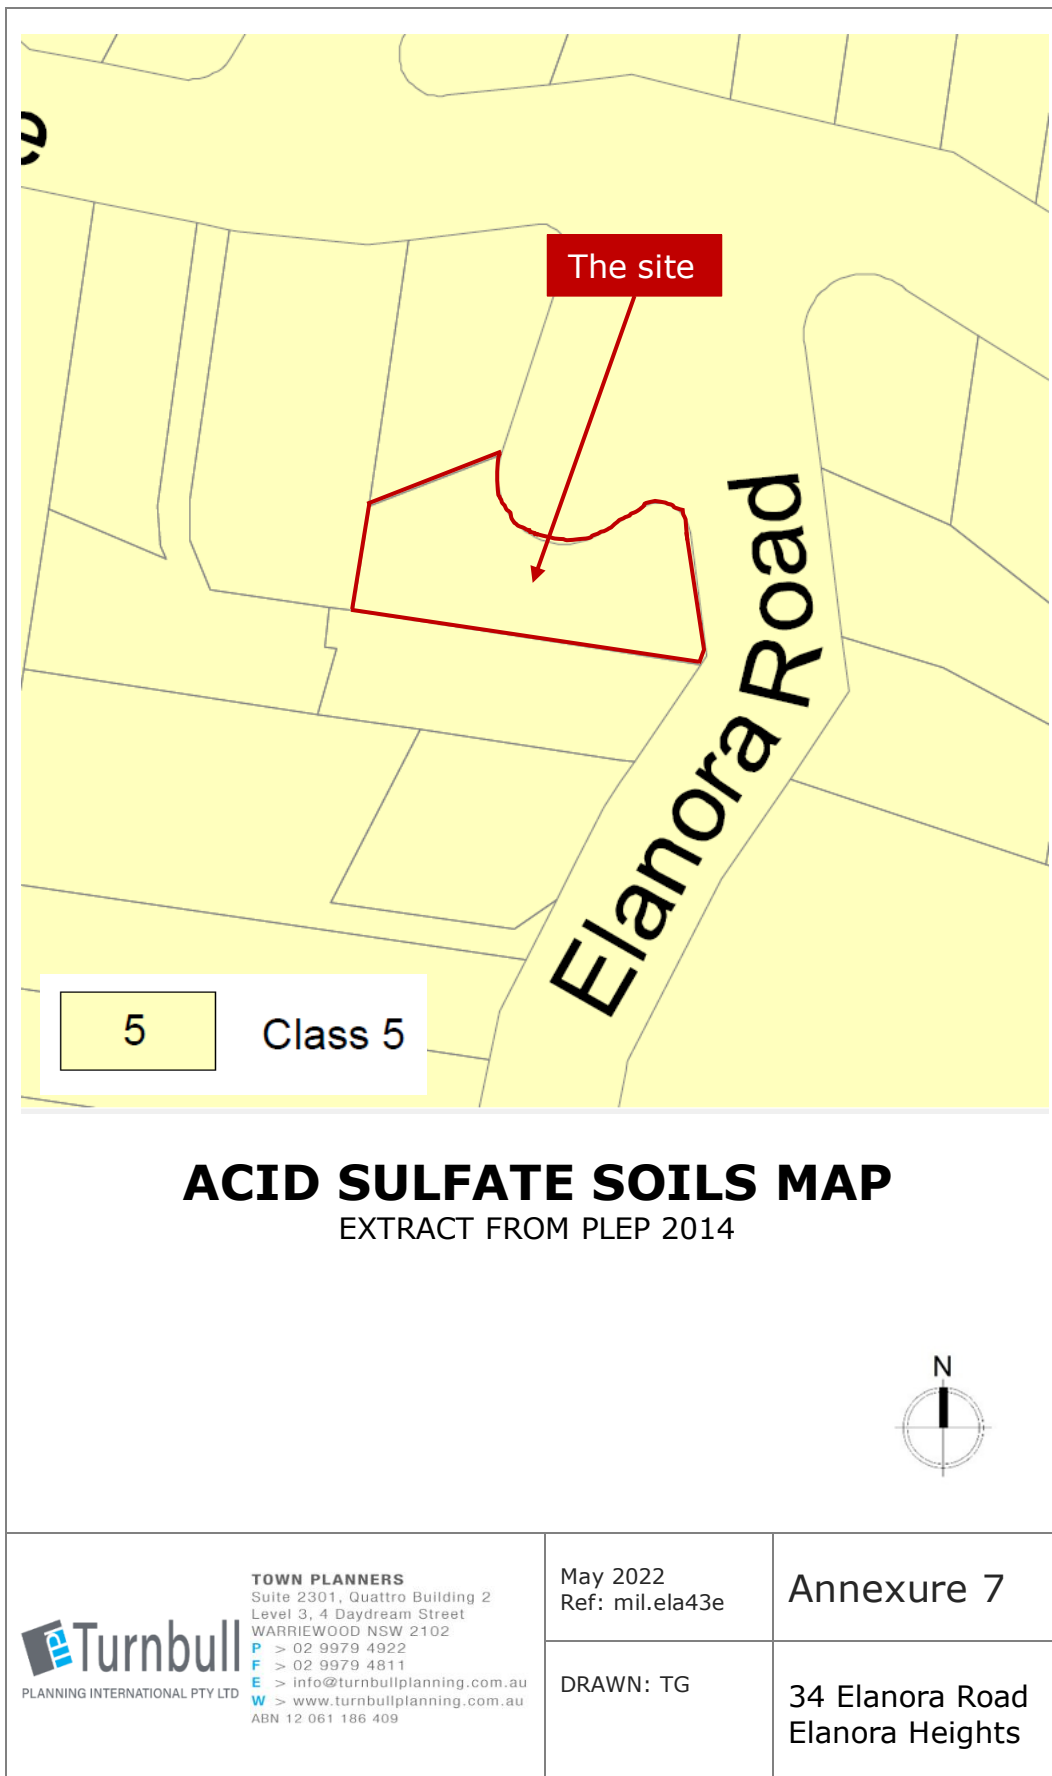 e
The site
Elanora Road
5
Class 5
ACID SULFATE SOILS MAP
EXTRACT FROM PLEP 2014
N
TPI
Turnbull
PLANNING INTERNATIONAL PTY LTD
TOWN PLANNERS
Suite 2301, Quattro Building 2
Level 3, 4 Daydream Street
WARRIEWOOD NSW 2102
P > 02 9979 4922
F > 02 9979 4811
E > info@turnbullplanning.com.au
W > www.turnbullplanning.com.au
ABN 12 061 186 409
May 2022
Ref: mil.ela43e
DRAWN: TG
Annexure 7
34 Elanora Road
Elanora Heights